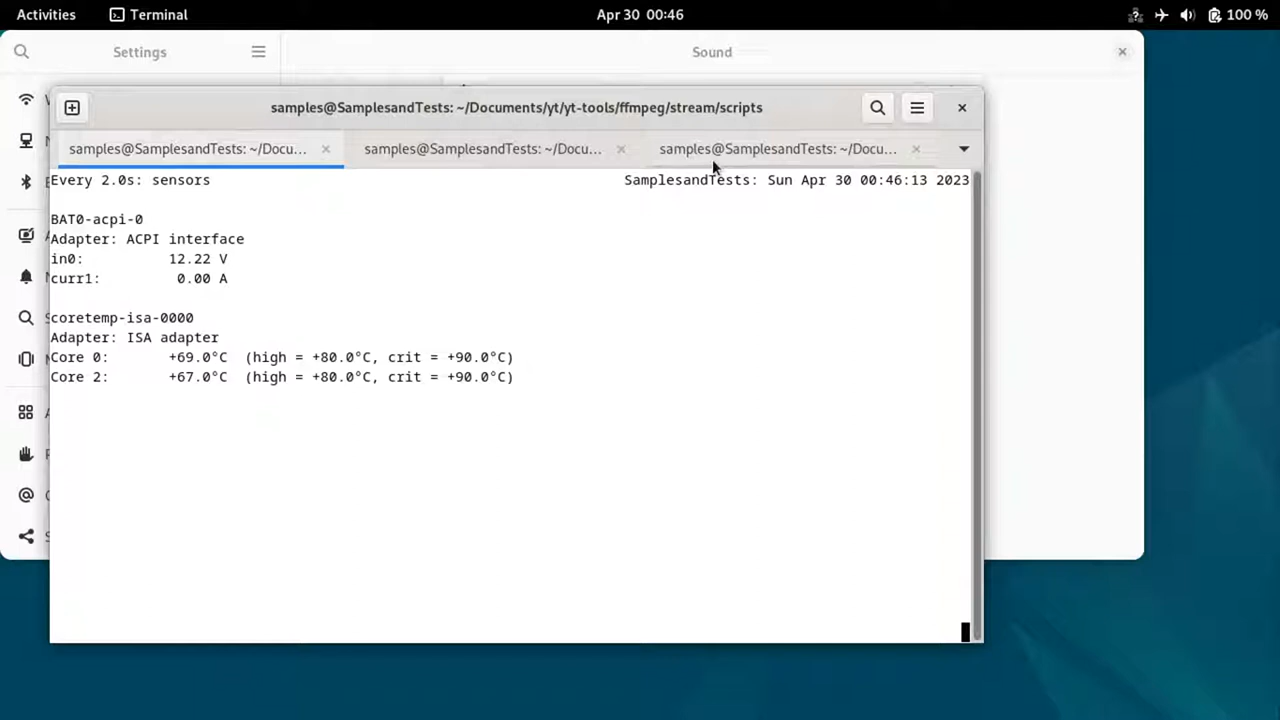 Activities Terminal Apr 30 00:46 100 %
Settings Sound
samples@SamplesandTests: ~/Documents/yt/yt-tools/ffmpeg/stream/scripts
samples@SamplesandTests: ~/Docu... samples@SamplesandTests: ~/Docu... samples@SamplesandTests: ~/Docu...
Every 2.0s: sensors SamplesandTests: Sun Apr 30 00:46:13 2023
BAT0-acpi-0
Adapter: ACPI interface
in0: 12.22 V
curr1: 0.00 A
coretemp-isa-0000
Adapter: ISA adapter
Core 0: +69.0°C (high = +80.0°C, crit = +90.0°C)
Core 2: +67.0°C (high = +80.0°C, crit = +90.0°C)